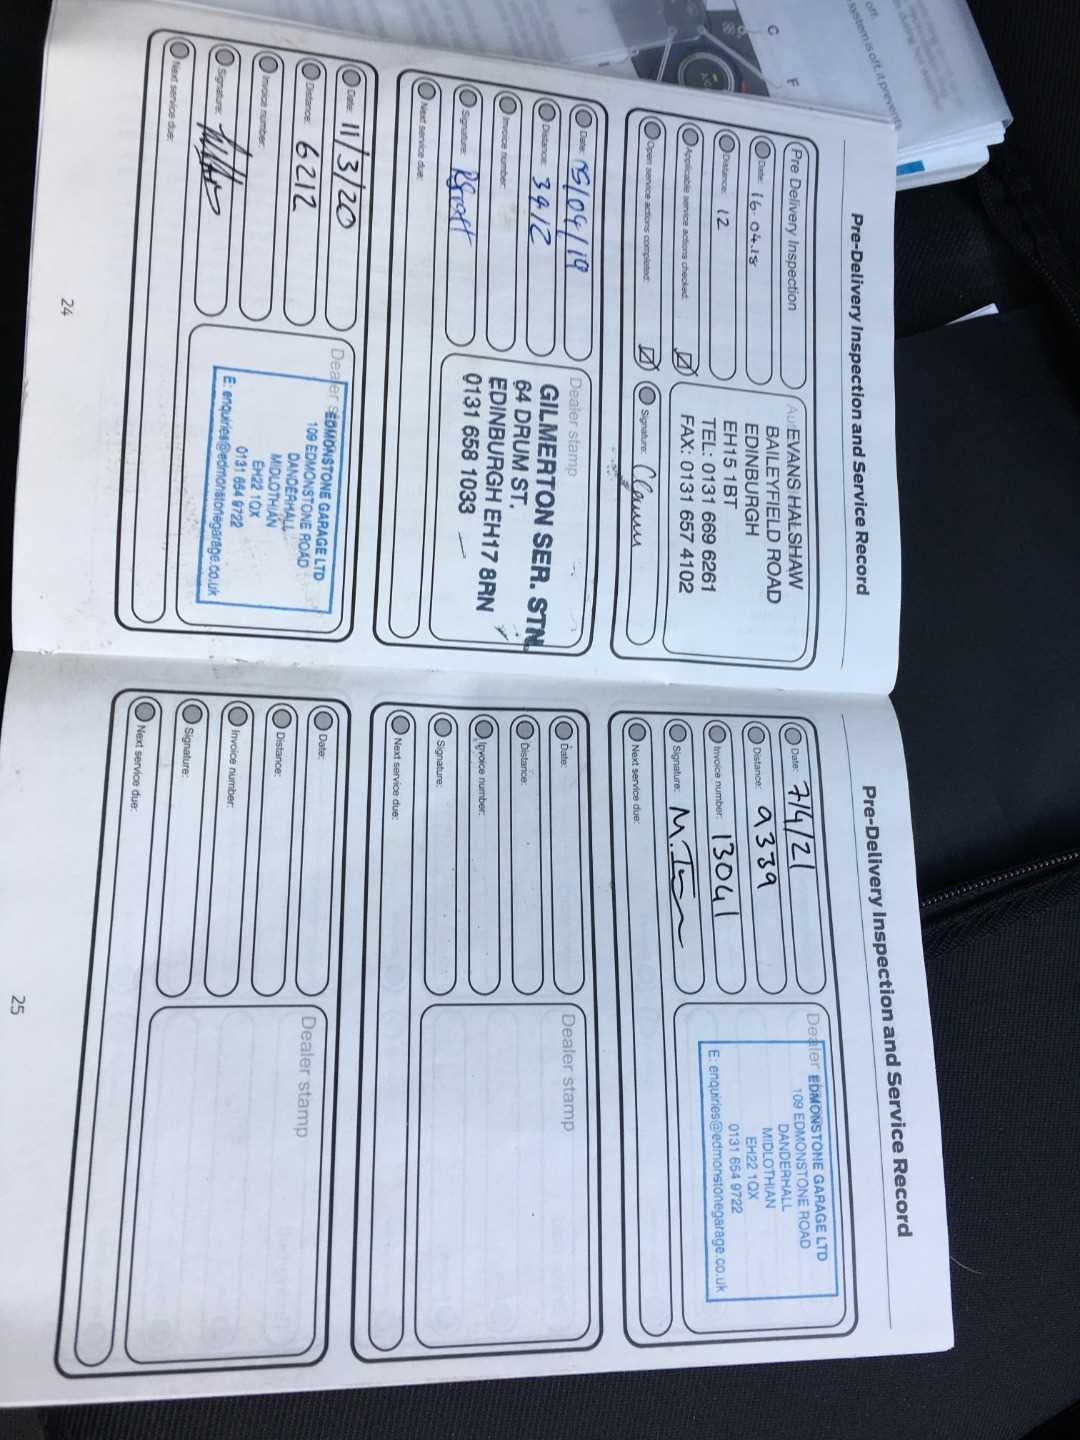 Pre-Delivery Inspection and Service Record
Pre Delivery Inspection
Date: 16.04.18
Distance: 12
Applicable service actions checked:
Open service actions completed:
Signature:
EVANS HALSHAW
BAILEYFIELD ROAD
EDINBURGH
EH15 1BT
TEL: 0131 669 6261
FAX: 0131 657 4102
Date: 05/04/19
Distance: 3412
Invoice number:
Signature:
Next service due:
Dealer stamp
GILMERTON SER. STN.
64 DRUM ST.
EDINBURGH EH17 8RN
0131 658 1033
Date: 11/3/20
Distance: 6212
Invoice number:
Signature:
Next service due:
Dealer
EDMONSTONE GARAGE LTD
109 EDMONSTONE ROAD
DANDERHALL
MIDLOTHIAN
EH22 1QX
0131 654 9722
E: enquiries@edmonstonegarage.co.uk
24
Pre-Delivery Inspection and Service Record
Date: 7/4/21
Distance: 9339
Invoice number: 13041
Signature:
Next service due:
Dealer
EDMONSTONE GARAGE LTD
109 EDMONSTONE ROAD
DANDERHALL
MIDLOTHIAN
EH22 1QX
0131 654 9722
E: enquiries@edmonstonegarage.co.uk
Date:
Distance:
Invoice number:
Signature:
Next service due:
Dealer stamp
Date:
Distance:
Invoice number:
Signature:
Next service due:
Dealer stamp
25
C
F
off.
system is off, it prevents